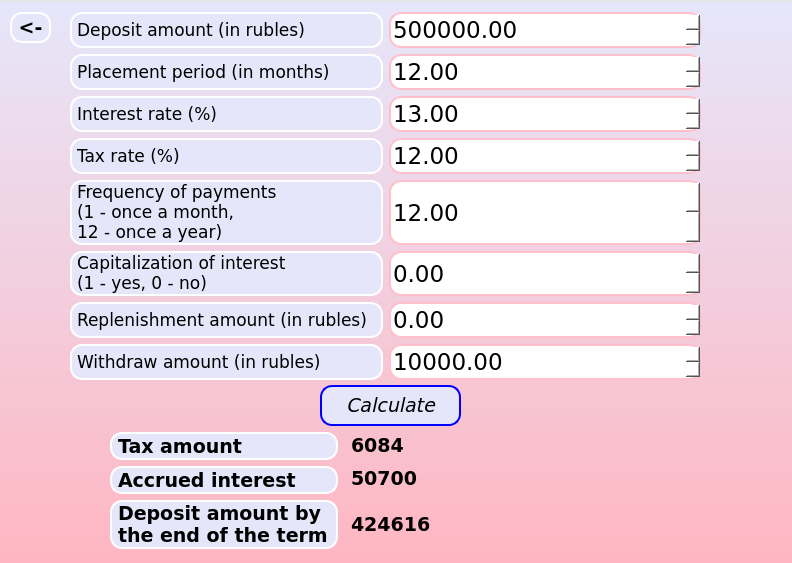 <-
Deposit amount (in rubles)
500000.00
Placement period (in months)
12.00
Interest rate (%)
13.00
Tax rate (%)
12.00
Frequency of payments
(1 - once a month,
12 - once a year)
12.00
Capitalization of interest
(1 - yes, 0 - no)
0.00
Replenishment amount (in rubles)
0.00
Withdraw amount (in rubles)
10000.00
Calculate
Tax amount
6084
Accrued interest
50700
Deposit amount by
the end of the term
424616